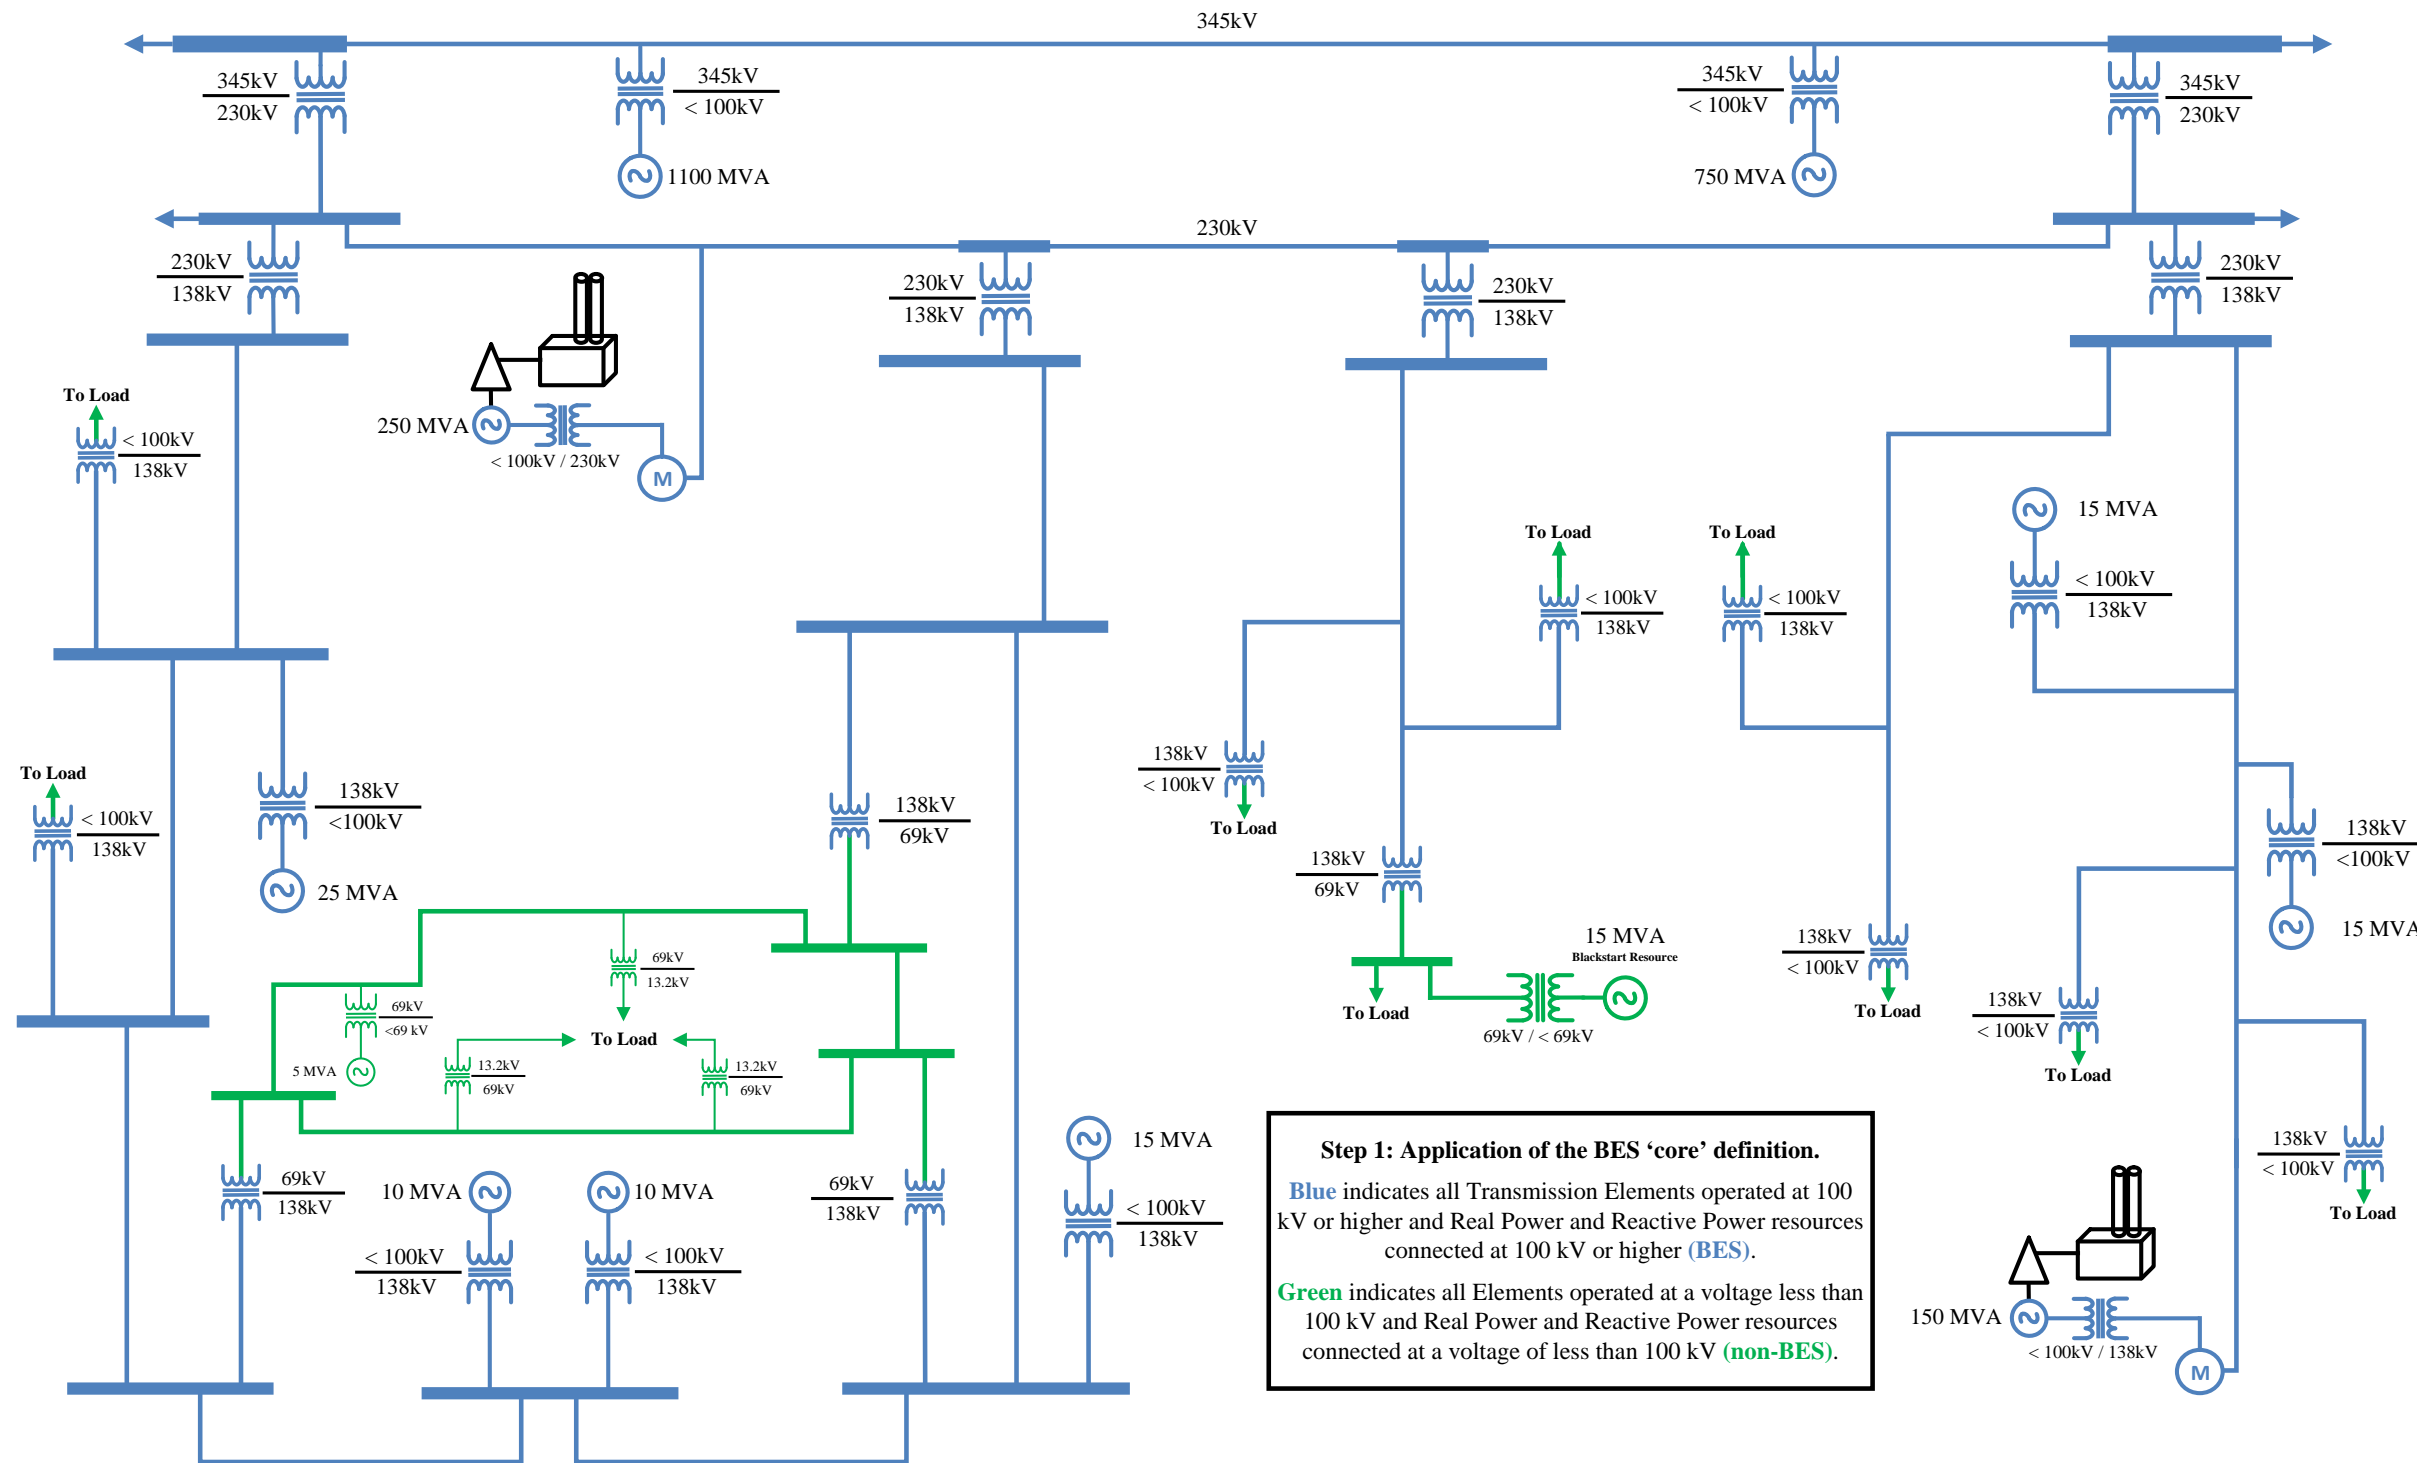 345kV
345kV
230kV
345kV
< 100kV
1100 MVA
345kV
< 100kV
750 MVA
345kV
230kV
230kV
230kV
138kV
230kV
138kV
230kV
138kV
230kV
138kV
To Load
< 100kV
138kV
250 MVA
< 100kV / 230kV
M
To Load
< 100kV
138kV
To Load
< 100kV
138kV
15 MVA
< 100kV
138kV
To Load
< 100kV
138kV
138kV
<100kV
25 MVA
138kV
69kV
138kV
< 100kV
To Load
138kV
69kV
138kV
<100kV
15 MVA
15 MVA
Blackstart Resource
To Load
69kV / < 69kV
138kV
< 100kV
To Load
138kV
< 100kV
To Load
69kV
13.2kV
To Load
69kV
<69 kV
5 MVA
13.2kV
69kV
13.2kV
69kV
69kV
138kV
10 MVA
< 100kV
138kV
10 MVA
< 100kV
138kV
69kV
138kV
15 MVA
< 100kV
138kV
138kV
< 100kV
To Load
150 MVA
< 100kV / 138kV
M
Step 1: Application of the BES ‘core’ definition.
Blue indicates all Transmission Elements operated at 100
kV or higher and Real Power and Reactive Power resources
connected at 100 kV or higher (BES).
Green indicates all Elements operated at a voltage less than
100 kV and Real Power and Reactive Power resources
connected at a voltage of less than 100 kV (non-BES).